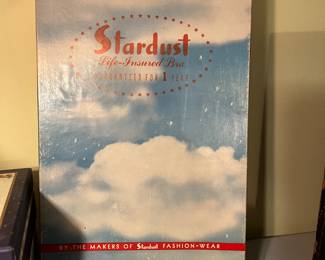 Stardust
Life-Insured Bra
GUARANTEED FOR 1 YEAR
BY THE MAKERS OF Stardust FASHION-WEAR